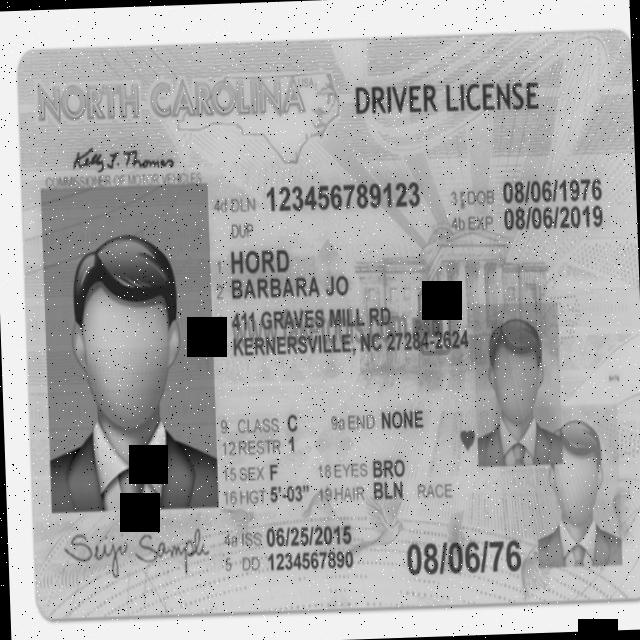 NORTH CAROLINA USA DRIVER LICENSE
Kelly J. Thomas
COMMISSIONER OF MOTOR VEHICLES
4d DLN 123456789123 3 DOB 08/06/1976
DUP 4b EXP 08/06/2019
1 HORD
2 BARBARA JO
411 GRAVES MILL RD
KERNERSVILLE, NC 27284-2624
9 CLASS C 9a END NONE
12 RESTR 1
15 SEX F 18 EYES BRO
16 HGT 5'-03" 19 HAIR BLN RACE
4a ISS 06/25/2015
5 DD 1234567890 08/06/76